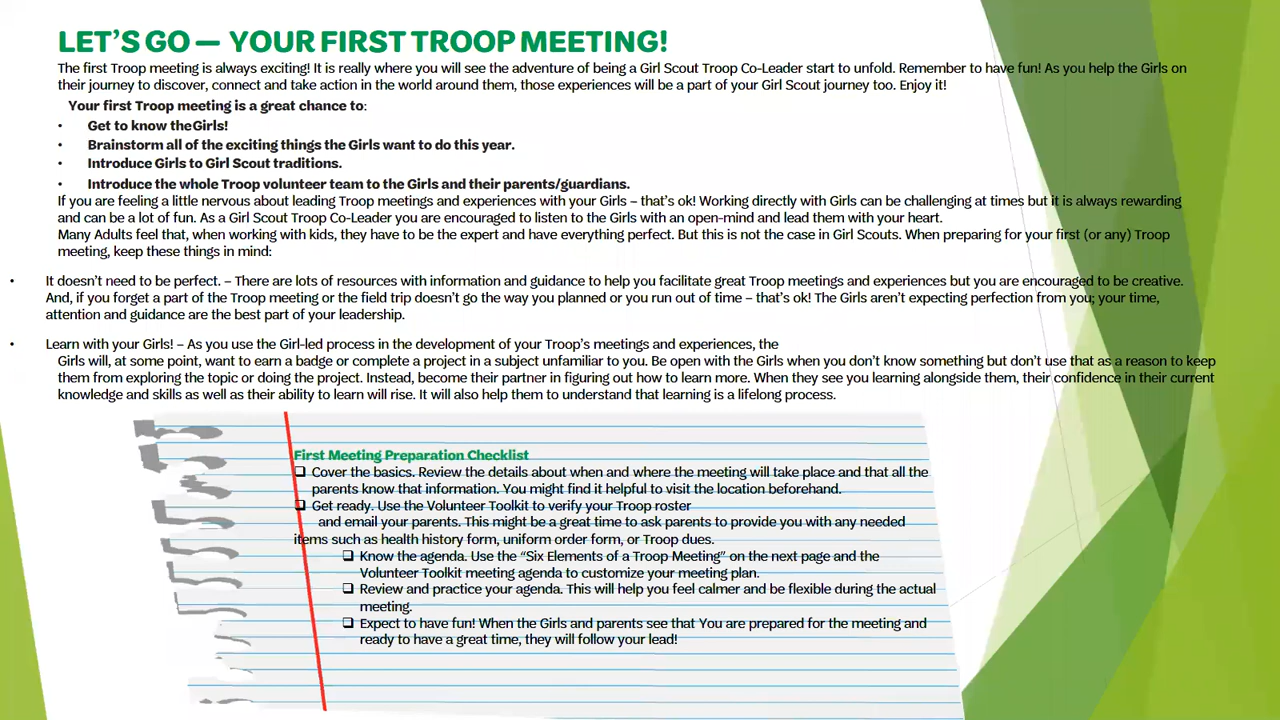 LET'S GO — YOUR FIRST TROOP MEETING!
The first Troop meeting is always exciting! It is really where you will see the adventure of being a Girl Scout Troop Co-Leader start to unfold. Remember to have fun! As you help the Girls on
their journey to discover, connect and take action in the world around them, those experiences will be a part of your Girl Scout journey too. Enjoy it!
Your first Troop meeting is a great chance to:
• Get to know theGirls!
• Brainstorm all of the exciting things the Girls want to do this year.
• Introduce Girls to Girl Scout traditions.
• Introduce the whole Troop volunteer team to the Girls and their parents/guardians.
If you are feeling a little nervous about leading Troop meetings and experiences with your Girls – that's ok! Working directly with Girls can be challenging at times but it is always rewarding
and can be a lot of fun. As a Girl Scout Troop Co-Leader you are encouraged to listen to the Girls with an open-mind and lead them with your heart.
Many Adults feel that, when working with kids, they have to be the expert and have everything perfect. But this is not the case in Girl Scouts. When preparing for your first (or any) Troop
meeting, keep these things in mind:
• It doesn't need to be perfect. – There are lots of resources with information and guidance to help you facilitate great Troop meetings and experiences but you are encouraged to be creative.
And, if you forget a part of the Troop meeting or the field trip doesn't go the way you planned or you run out of time – that's ok! The Girls aren't expecting perfection from you; your time,
attention and guidance are the best part of your leadership.
• Learn with your Girls! – As you use the Girl-led process in the development of your Troop's meetings and experiences, the
Girls will, at some point, want to earn a badge or complete a project in a subject unfamiliar to you. Be open with the Girls when you don't know something but don't use that as a reason to keep
them from exploring the topic or doing the project. Instead, become their partner in figuring out how to learn more. When they see you learning alongside them, their confidence in their current
knowledge and skills as well as their ability to learn will rise. It will also help them to understand that learning is a lifelong process.
First Meeting Preparation Checklist
❑ Cover the basics. Review the details about when and where the meeting will take place and that all the
parents know that information. You might find it helpful to visit the location beforehand.
❑ Get ready. Use the Volunteer Toolkit to verify your Troop roster
and email your parents. This might be a great time to ask parents to provide you with any needed
items such as health history form, uniform order form, or Troop dues.
❑ Know the agenda. Use the “Six Elements of a Troop Meeting” on the next page and the
Volunteer Toolkit meeting agenda to customize your meeting plan.
❑ Review and practice your agenda. This will help you feel calmer and be flexible during the actual
meeting.
❑ Expect to have fun! When the Girls and parents see that You are prepared for the meeting and
ready to have a great time, they will follow your lead!